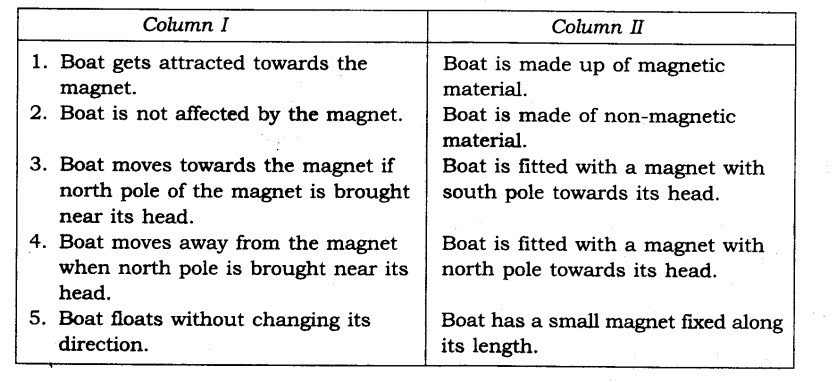 Column I Column II
1. Boat gets attracted towards the Boat is made up of magnetic
magnet. material.
2. Boat is not affected by the magnet. Boat is made of non-magnetic
material.
3. Boat moves towards the magnet if Boat is fitted with a magnet with
north pole of the magnet is brought south pole towards its head.
near its head.
4. Boat moves away from the magnet Boat is fitted with a magnet with
when north pole is brought near its north pole towards its head.
head.
5. Boat floats without changing its Boat has a small magnet fixed along
direction. its length.